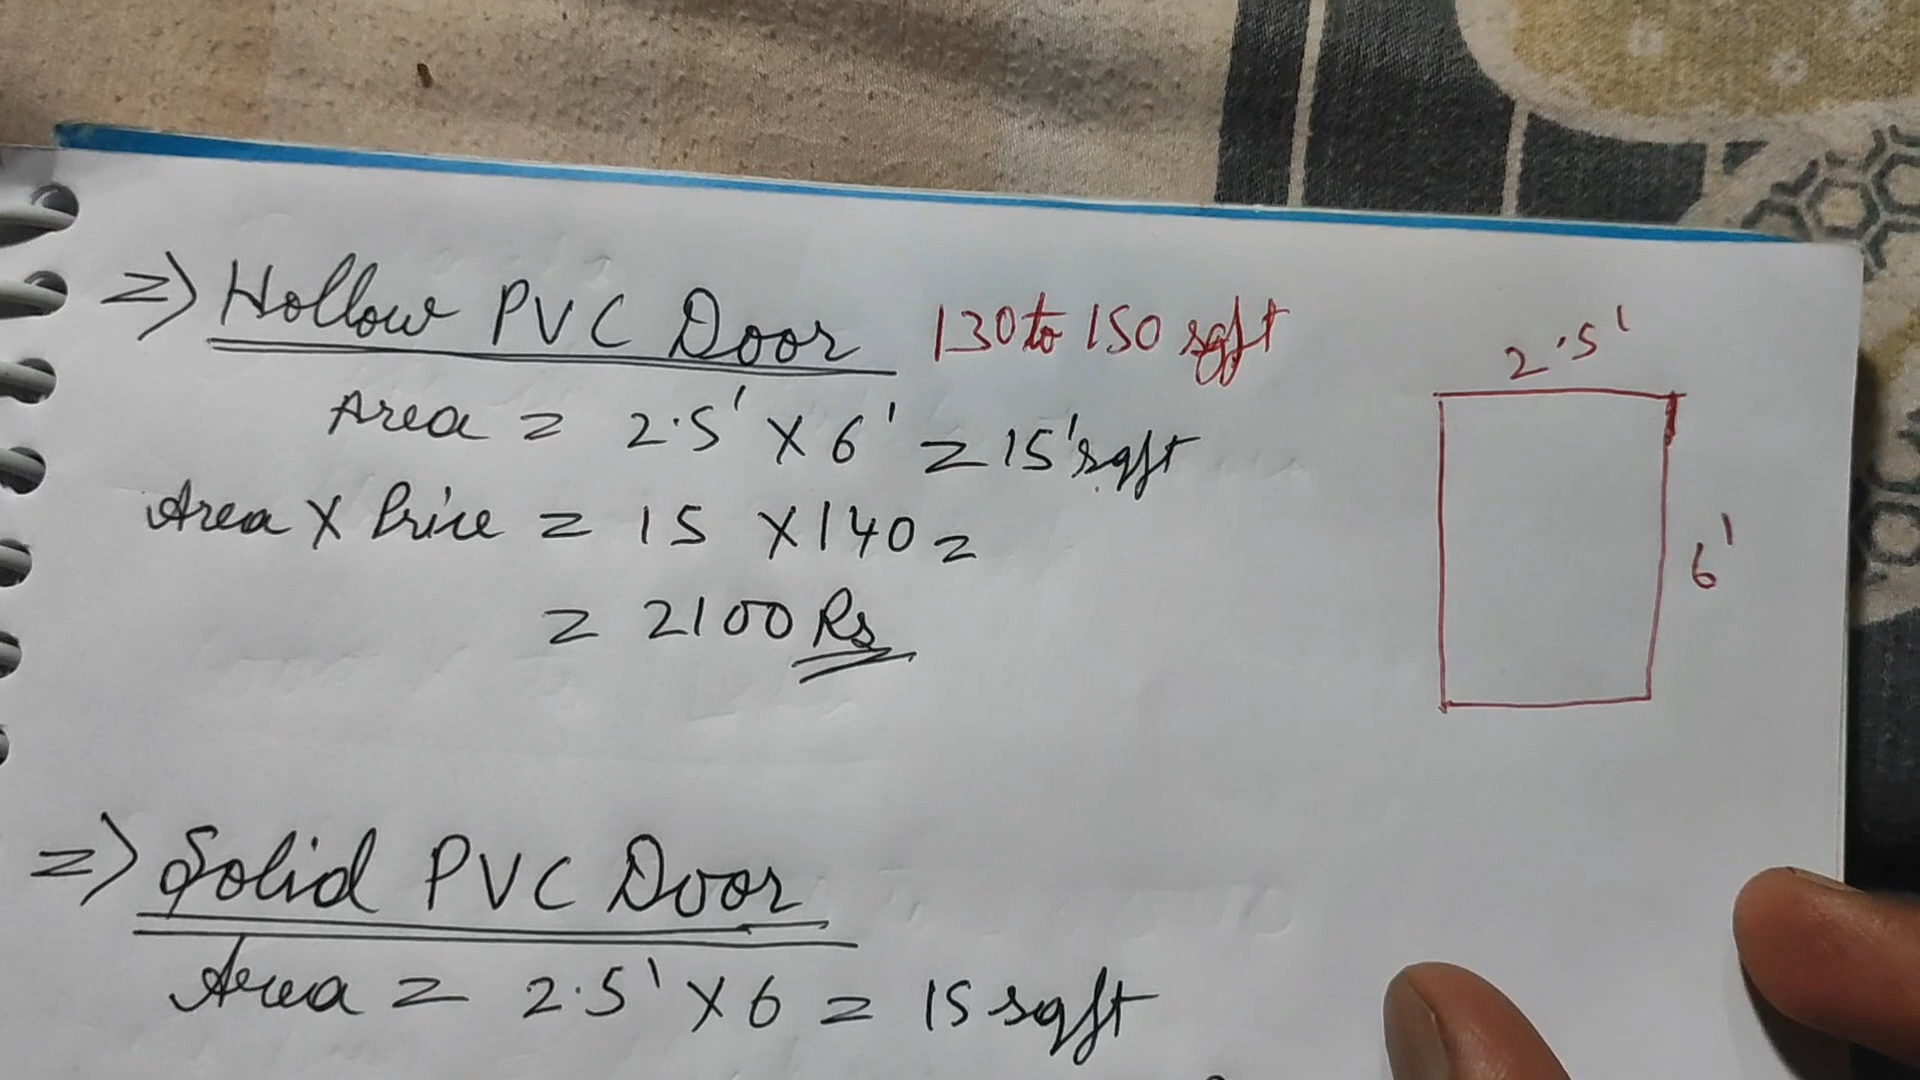 => Hollow PVC Door 130 to 150 sqft
2.5'
Area = 2.5' X 6' = 15' sqft
Area X Price = 15 X 140 =
6'
= 2100 Rs
=> Solid PVC Door
Area = 2.5' X 6 = 15 sqft